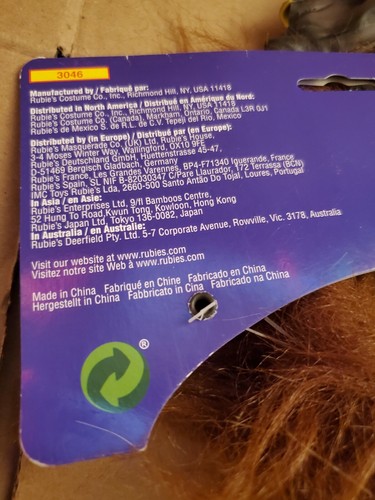 3046
Manufactured by / Fabriqué par:
Rubie's Costume Co., Inc., Richmond Hill, NY, USA 11418
Distributed in North America / Distribué en Amérique du Nord:
Rubie's Costume Co., Inc., Richmond Hill, NY, USA 11418
Rubie's Costume Co. (Canada), Markham, Ontario, Canada L3R 0J1
Rubie's de Mexico S. de R.L. de C.V. Tepeji del Rio, Mexico
Distributed by (in Europe) / Distribué par (en Europe):
Rubie's Masquerade Co. (UK) Ltd, Rubie's House,
3-4 Moses Winter Way, Wallingford, OX10 9FE
Rubie's Deutschland GmbH, Huettenstrasse 45-47,
D-51469 Bergisch Gladbach, Germany
Rubie's France, Les Grandes Varennes, BP4-F71340 Iguerande, France
Rubie's Spain, SL NIF B-82030347 C/Pare Llaurador, 172 Terrassa (BCN)
IMC Toys Rubie's Lda, 2660-500 Santo Antão Do Tojal, Loures, Portugal
In Asia / en Asie:
Rubie's Enterprises Ltd, 9/II Bamboos Centre,
52 Hung To Road,Kwun Tong, Kowloon, Hong Kong
Rubie's Japan Ltd, Tokyo 136-0082, Japan
In Australia / en Australie:
Rubie's Deerfield Pty. Ltd. 5-7 Corporate Avenue, Rowville, Vic. 3178, Australia
Visit our website at www.rubies.com
Visitez notre site Web à www.rubies.com
Made in China Fabriqué en Chine Fabricado en China
Hergestellt in China Fabbricato in Cina Fabricado na China
®